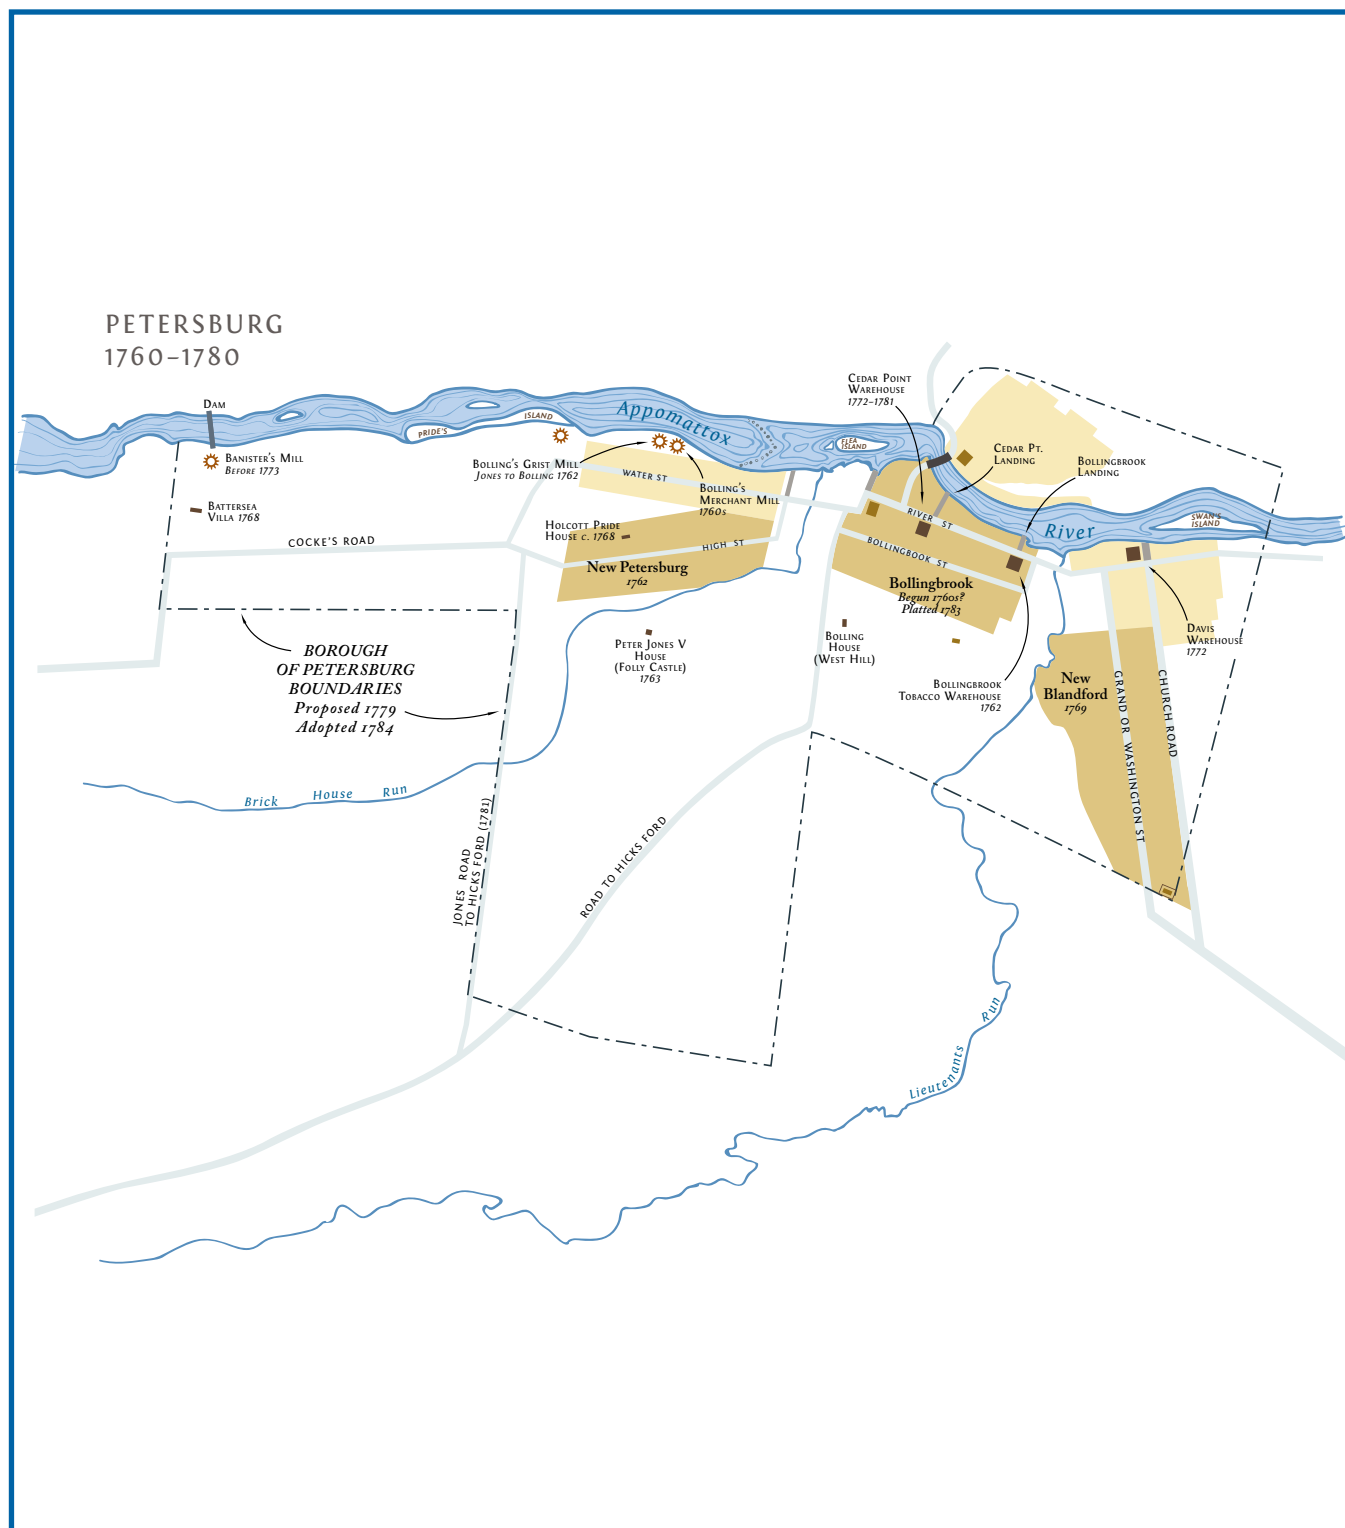 PETERSBURG
1760–1780
Dam
Banister's Mill
Before 1773
Battersea
Villa 1768
Cocke's Road
PRIDE'S
ISLAND
Appomattox
Bolling's Grist Mill
Jones to Bolling 1762
WATER ST
Bolling's
Merchant Mill
1760s
Holcott Pride
House c. 1768
HIGH ST
New Petersburg
1762
Peter Jones V
House
(Folly Castle)
1763
FLEA
ISLAND
Cedar Point
Warehouse
1772–1781
Cedar Pt.
Landing
Bollingbrook
Landing
River
SWAN'S
ISLAND
RIVER ST
BOLLINGBOOK ST
Bollingbrook
Begun 1760s?
Platted 1783
Bolling
House
(West Hill)
Bollingbrook
Tobacco Warehouse
1762
Davis
Warehouse
1772
New
Blandford
1769
GRAND OR WASHINGTON ST
CHURCH ROAD
BOROUGH
OF PETERSBURG
BOUNDARIES
Proposed 1779
Adopted 1784
Brick House Run
JONES ROAD
TO HICKS FORD (1781)
ROAD TO HICKS FORD
Lieutenants Run